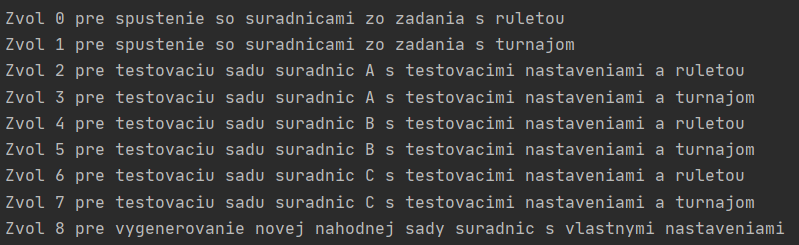 Zvol 0 pre spustenie so suradnicami zo zadania s ruletou
Zvol 1 pre spustenie so suradnicami zo zadania s turnajom
Zvol 2 pre testovaciu sadu suradnic A s testovacimi nastaveniami a ruletou
Zvol 3 pre testovaciu sadu suradnic A s testovacimi nastaveniami a turnajom
Zvol 4 pre testovaciu sadu suradnic B s testovacimi nastaveniami a ruletou
Zvol 5 pre testovaciu sadu suradnic B s testovacimi nastaveniami a turnajom
Zvol 6 pre testovaciu sadu suradnic C s testovacimi nastaveniami a ruletou
Zvol 7 pre testovaciu sadu suradnic C s testovacimi nastaveniami a turnajom
Zvol 8 pre vygenerovanie novej nahodnej sady suradnic s vlastnymi nastaveniami